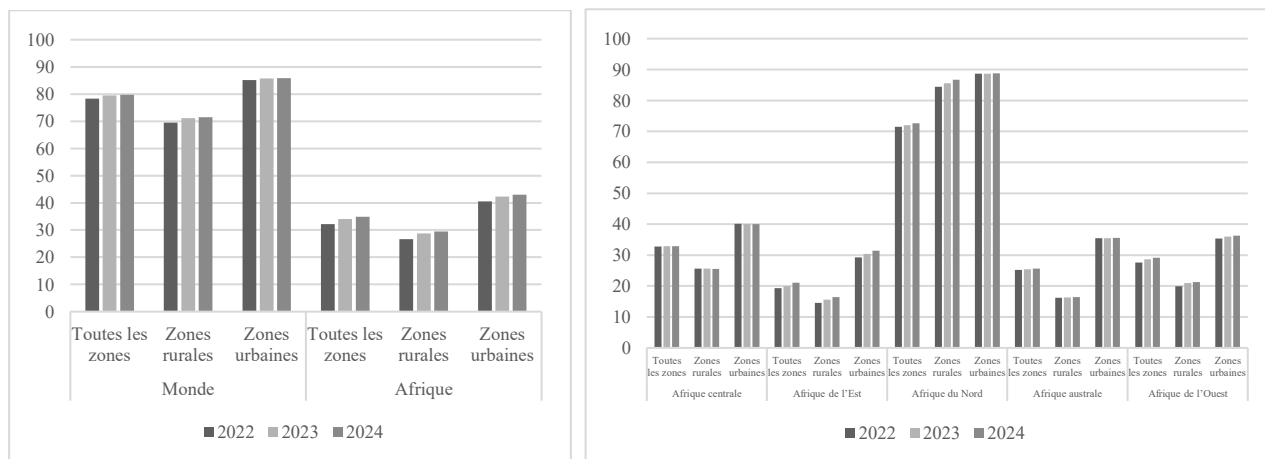 100
90
80
70
60
50
40
30
20
10
0
Toutes les zones
Zones rurales
Zones urbaines
Toutes les zones
Zones rurales
Zones urbaines
Monde
Afrique
2022 2023 2024
100
90
80
70
60
50
40
30
20
10
0
Toutes les zones
Zones rurales
Zones urbaines
Toutes les zones
Zones rurales
Zones urbaines
Toutes les zones
Zones rurales
Zones urbaines
Toutes les zones
Zones rurales
Zones urbaines
Toutes les zones
Zones rurales
Zones urbaines
Afrique centrale
Afrique de l’Est
Afrique du Nord
Afrique australe
Afrique de l’Ouest
2022 2023 2024